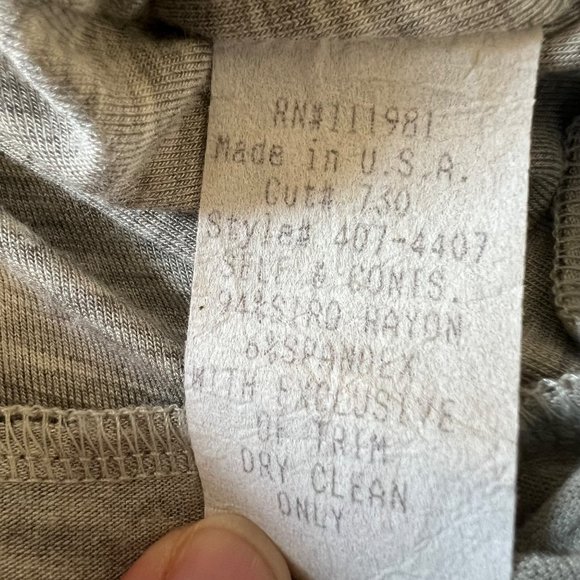 RN#111981
Made in U.S.A.
Cut# 730
Style# 407-4407
SELF & CONTS.
94%SIRO RAYON
6%SPANDEX
WITH EXCLUSIVE
OF TRIM
DRY CLEAN
ONLY